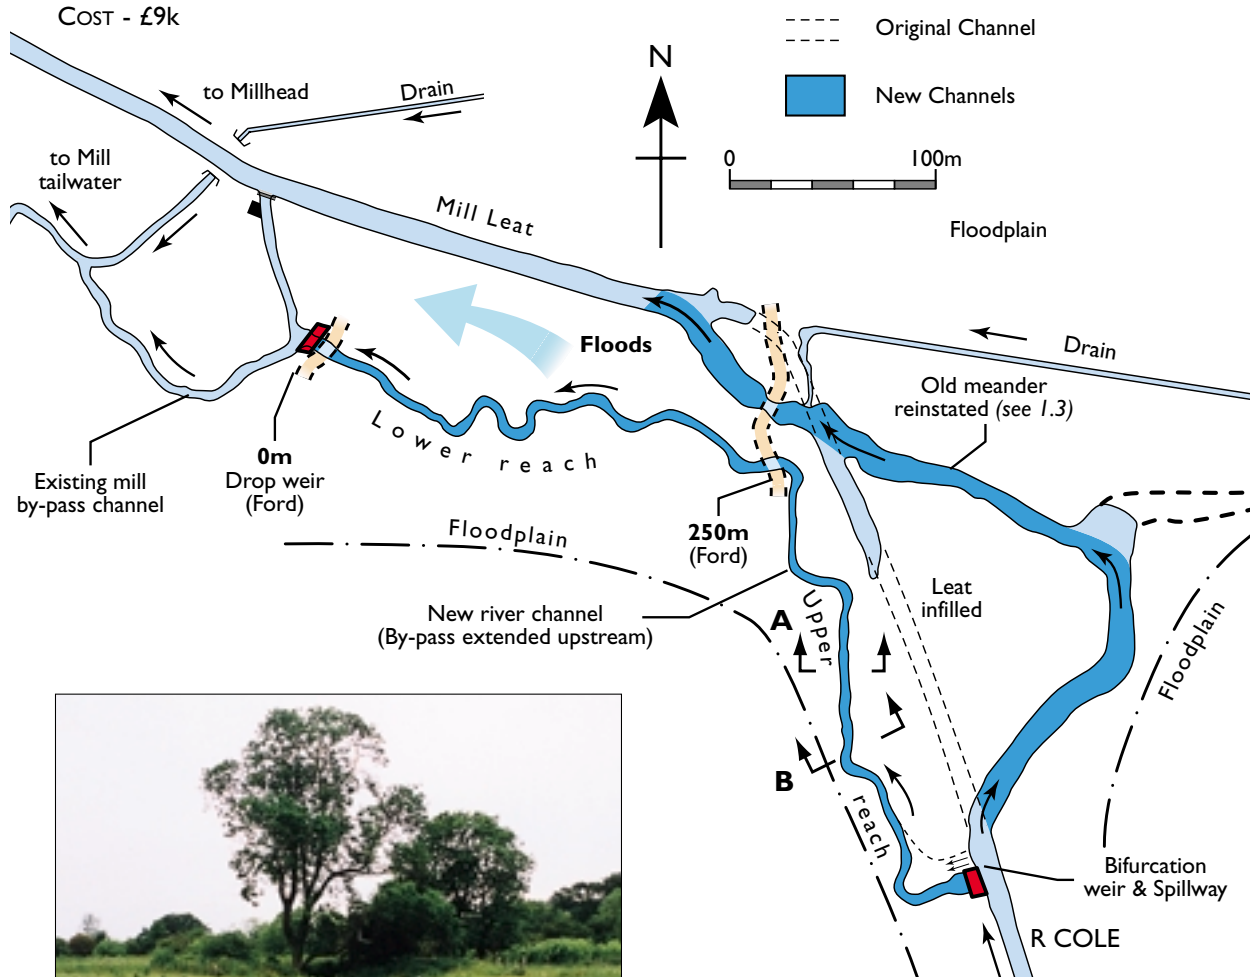 COST - £9k
Original Channel
New Channels
N
0 100m
Floodplain
to Millhead
Drain
to Mill
tailwater
Mill Leat
Floods
Drain
Old meander
reinstated (see 1.3)
Lower reach
0m
Drop weir
(Ford)
Existing mill
by-pass channel
Floodplain
250m
(Ford)
New river channel
(By-pass extended upstream)
Leat
infilled
Upper
reach
A
B
Floodplain
Bifurcation
weir & Spillway
R COLE